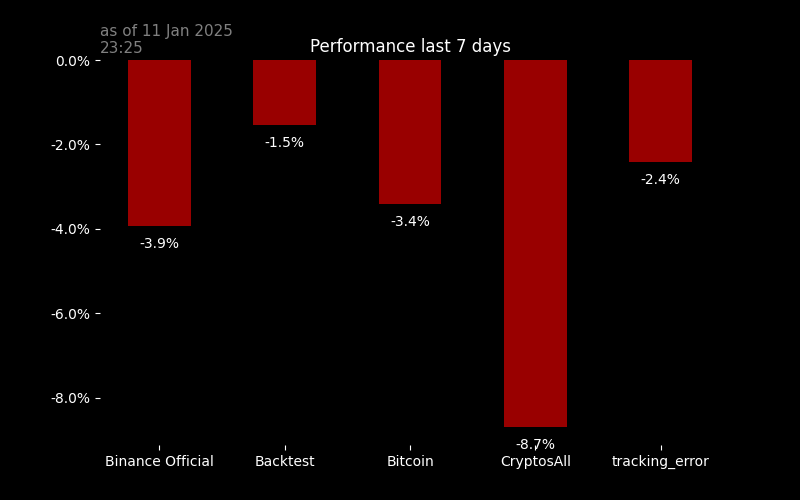 as of 11 Jan 2025
23:25
Performance last 7 days
0.0%
-2.0%
-4.0%
-6.0%
-8.0%
-3.9%
-1.5%
-3.4%
-8.7%
-2.4%
Binance Official
Backtest
Bitcoin
CryptosAll
tracking_error